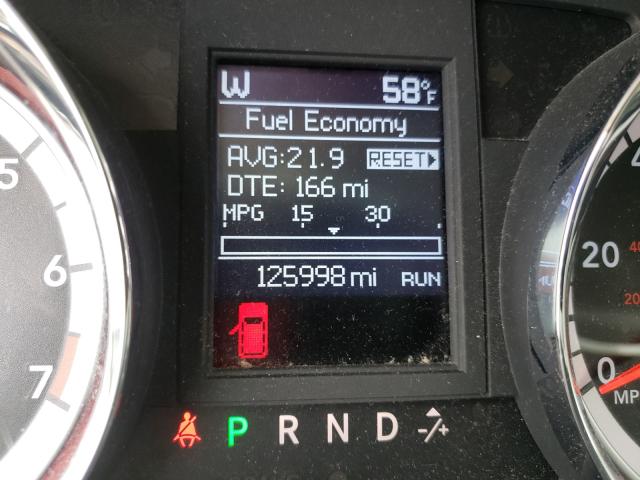 W 58°F
Fuel Economy
AVG:21.9 RESET
DTE: 166 mi
MPG 15 30
125998 mi RUN
5
6
7
20
0
20
P R N D -/+